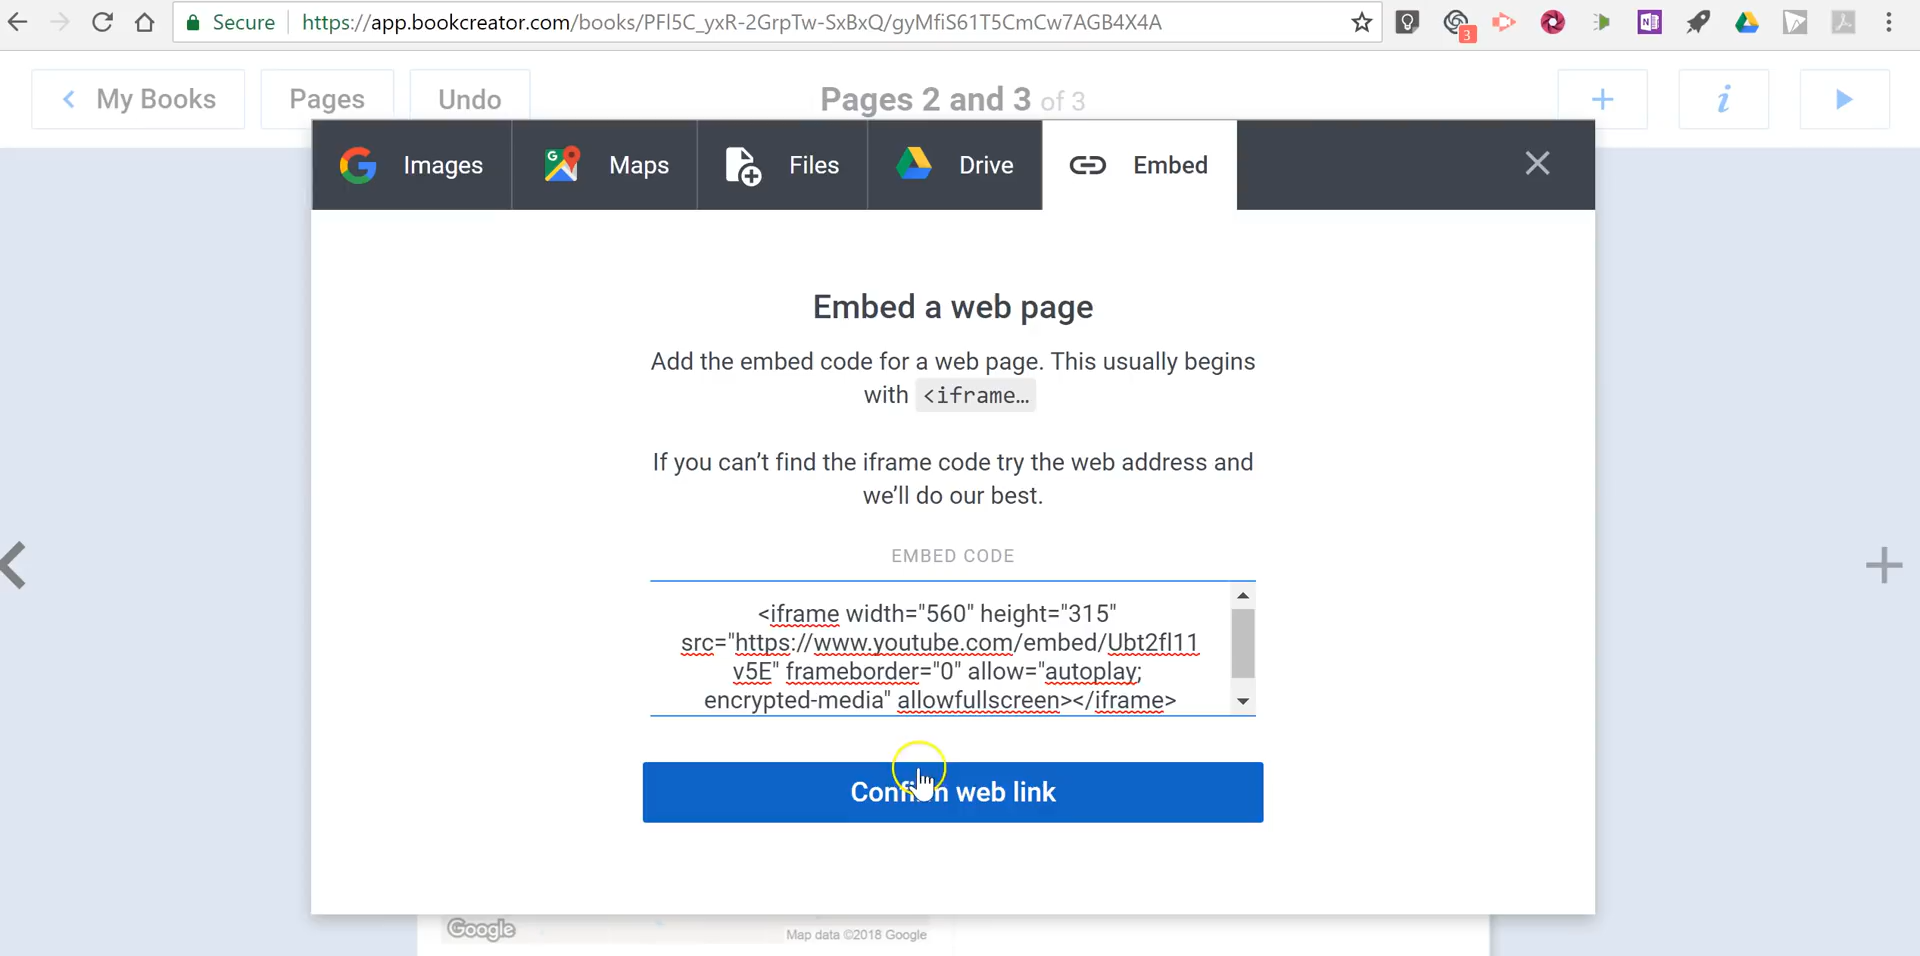 Secure https://app.bookcreator.com/books/PFl5C_yxR-2GrpTw-SxBxQ/gyMfiS61T5CmCw7AGB4X4A
3
My Books Pages Undo Pages 2 and 3 of 3 + i
Images Maps Files Drive Embed
Embed a web page
Add the embed code for a web page. This usually begins
with <iframe…
If you can’t find the iframe code try the web address and
we’ll do our best.
EMBED CODE
<iframe width="560" height="315"
src="https://www.youtube.com/embed/Ubt2fl11
v5E" frameborder="0" allow="autoplay;
encrypted-media" allowfullscreen></iframe>
Confirm web link
Google Map data ©2018 Google